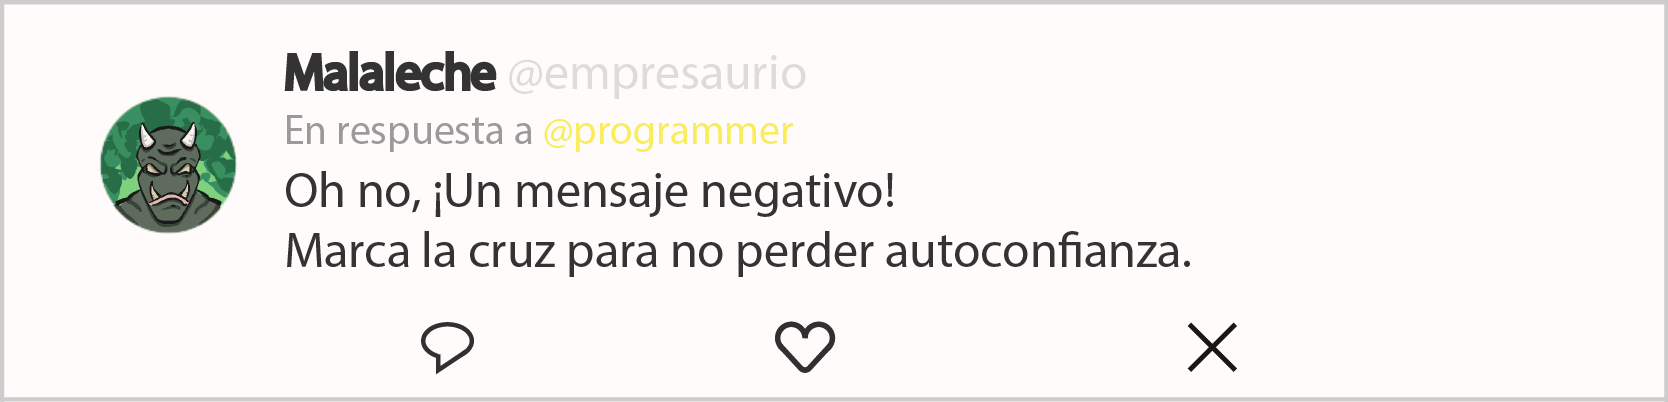 Malaleche @empresaurio
En respuesta a @programmer
Oh no, ¡Un mensaje negativo!
Marca la cruz para no perder autoconfianza.